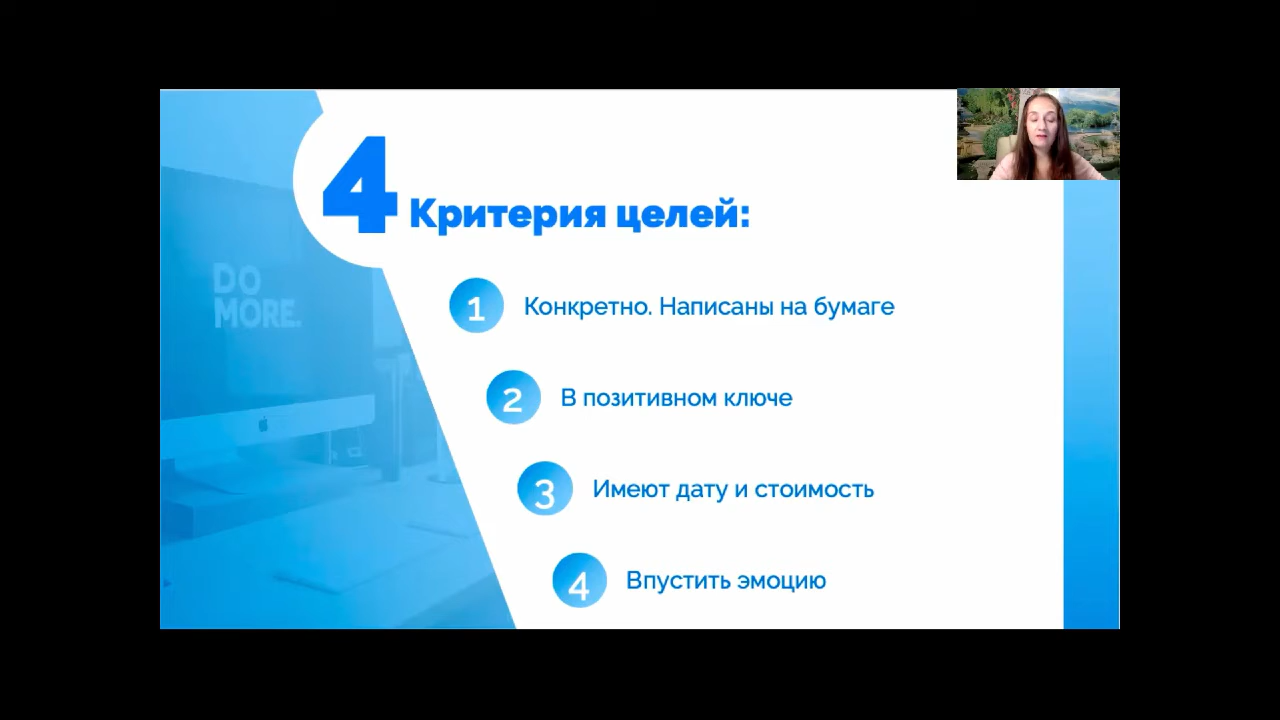 4 Критерия целей:
DO
MORE.
1 Конкретно. Написаны на бумаге
2 В позитивном ключе
3 Имеют дату и стоимость
4 Впустить эмоцию